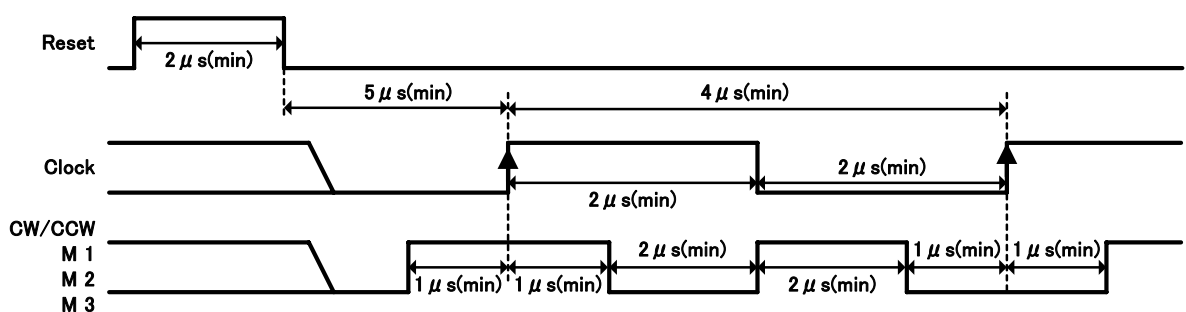 Reset
2 μ s(min)
5 μ s(min)
4 μ s(min)
Clock
2 μ s(min)
2 μ s(min)
CW/CCW
M 1
M 2
M 3
2 μ s(min)
1 μ s(min)
1 μ s(min)
1 μ s(min)
1 μ s(min)
2 μ s(min)